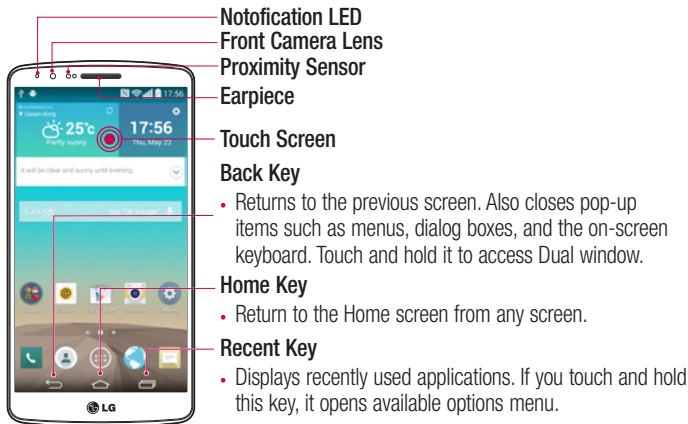 Notofication LED
Front Camera Lens
Proximity Sensor
Earpiece
17:56
25°c
Partly sunny
17:56
Thu, May 22
It will be clear and sunny until evening
Google
Touch Screen
Back Key
• Returns to the previous screen. Also closes pop-up
items such as menus, dialog boxes, and the on-screen
keyboard. Touch and hold it to access Dual window.
Home Key
• Return to the Home screen from any screen.
Recent Key
• Displays recently used applications. If you touch and hold
this key, it opens available options menu.
LG